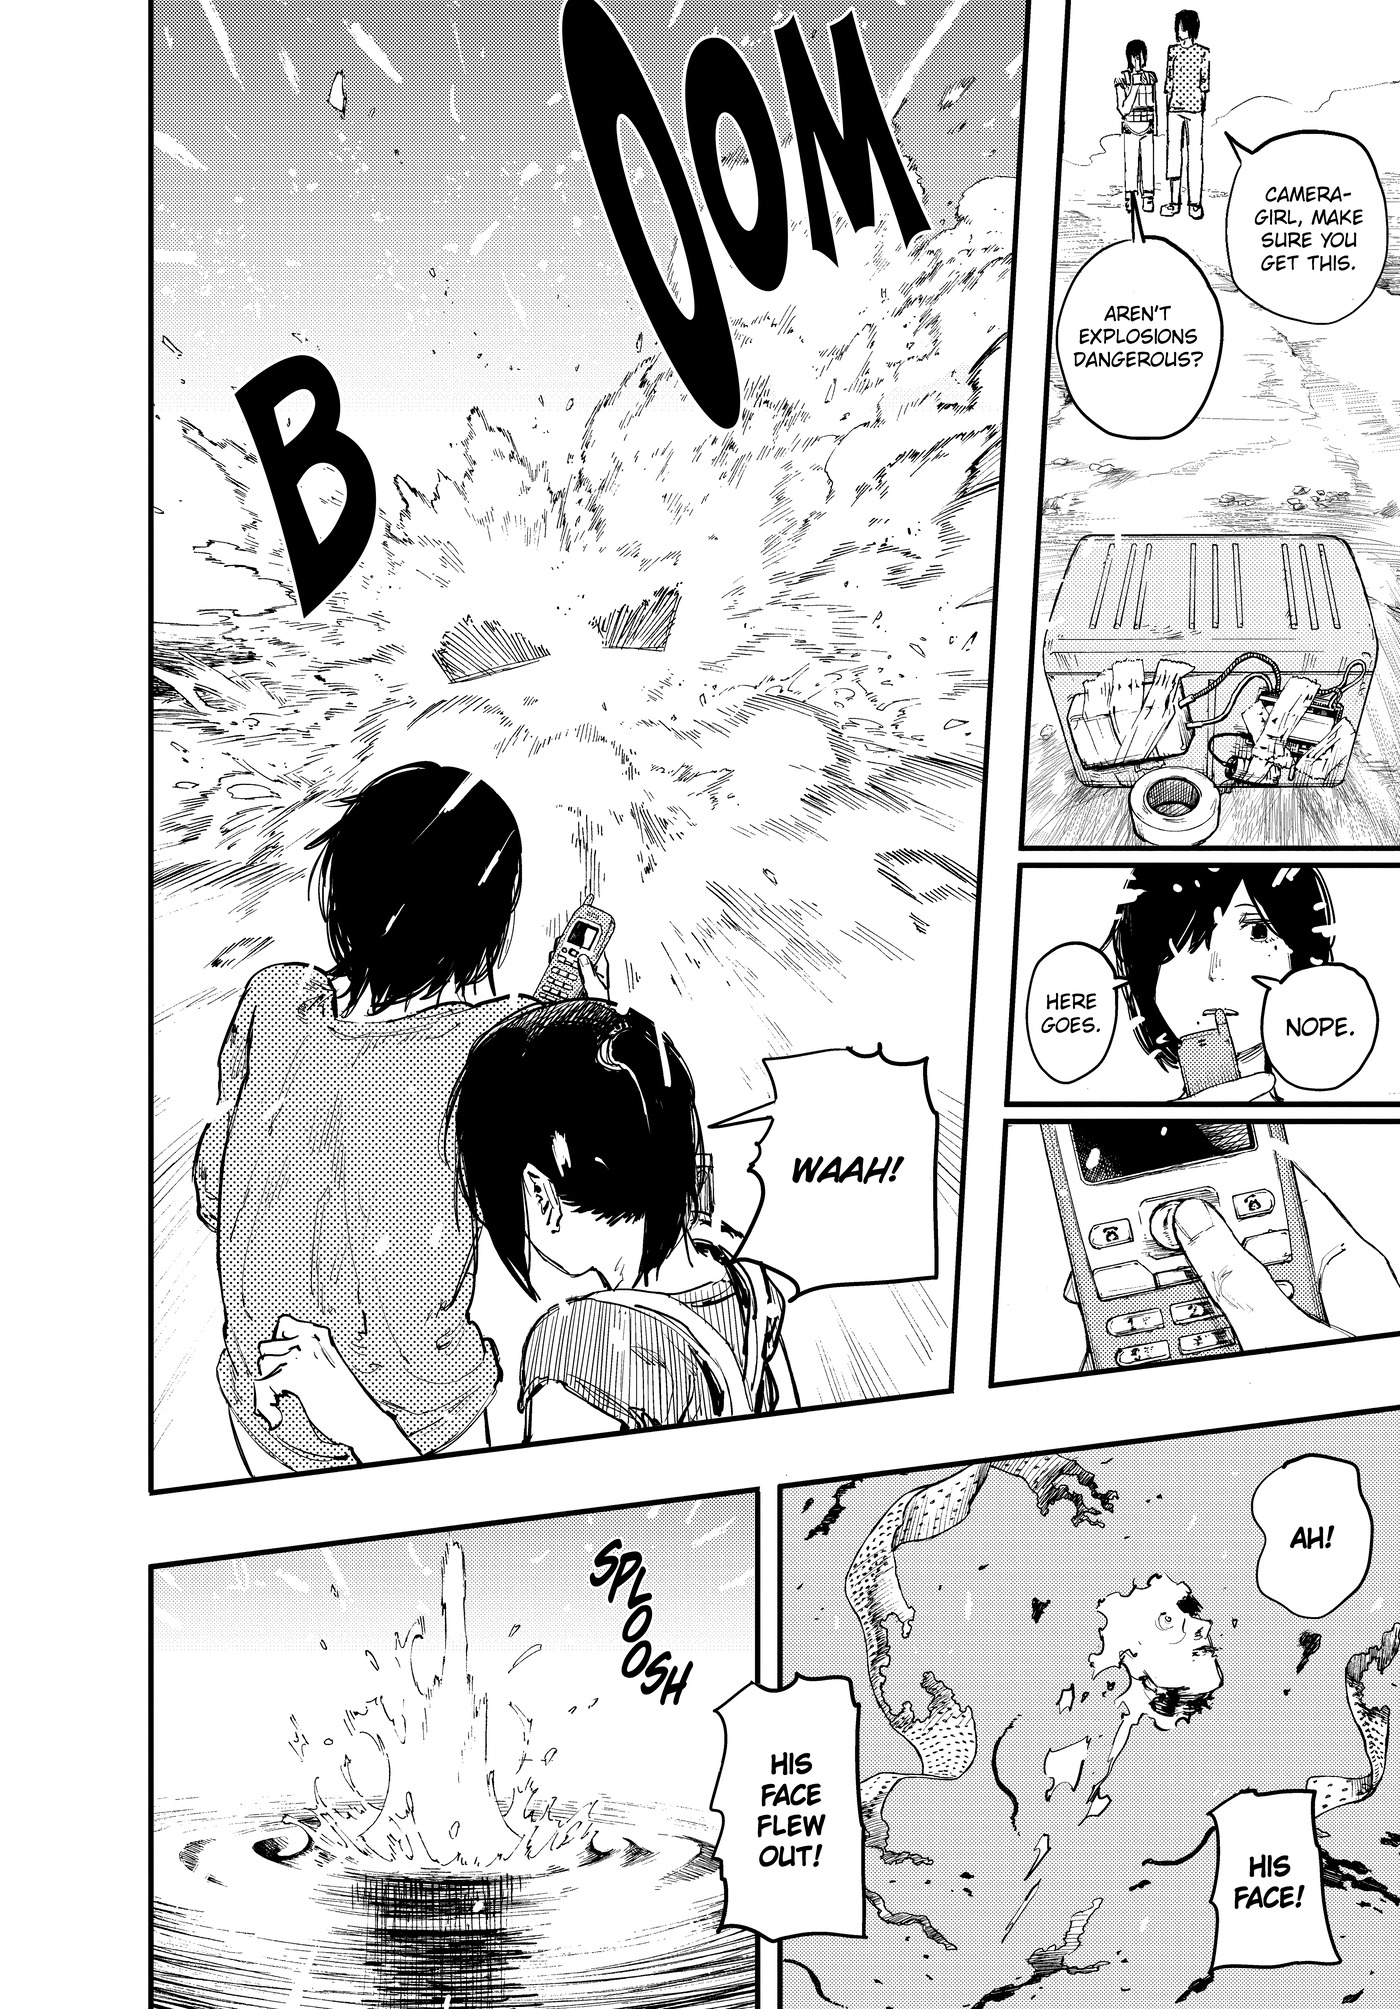 CAMERA-
GIRL, MAKE
SURE YOU
GET THIS.
AREN'T
EXPLOSIONS
DANGEROUS?
NOPE.
HERE
GOES.
BOOM
WAAH!
AH!
HIS
FACE!
HIS
FACE
FLEW
OUT!
SPLOOSH